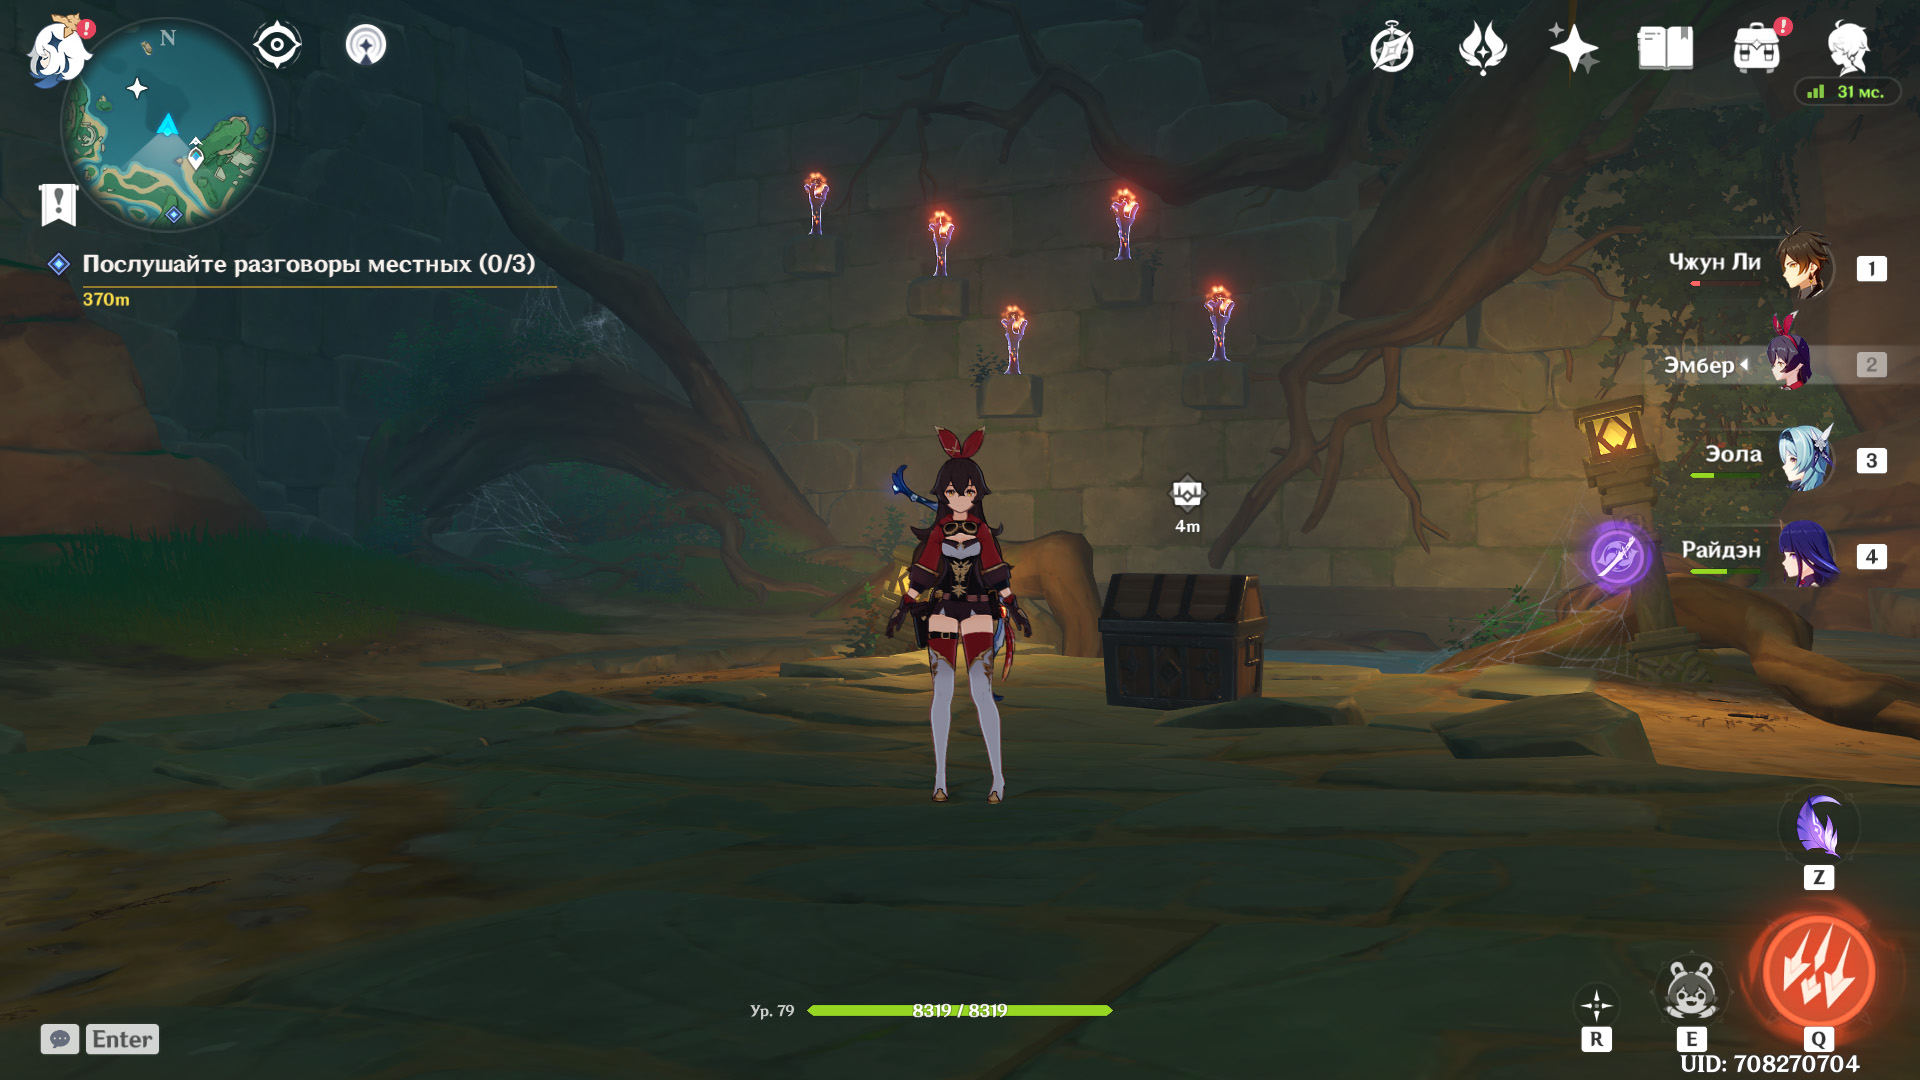 N
31 мс.
Послушайте разговоры местных (0/3)
370m
Чжун Ли
1
Эмбер
2
Эола
3
Райдэн
4
4m
Z
Ур. 79
8319 / 8319
Enter
R
E
Q
UID: 708270704